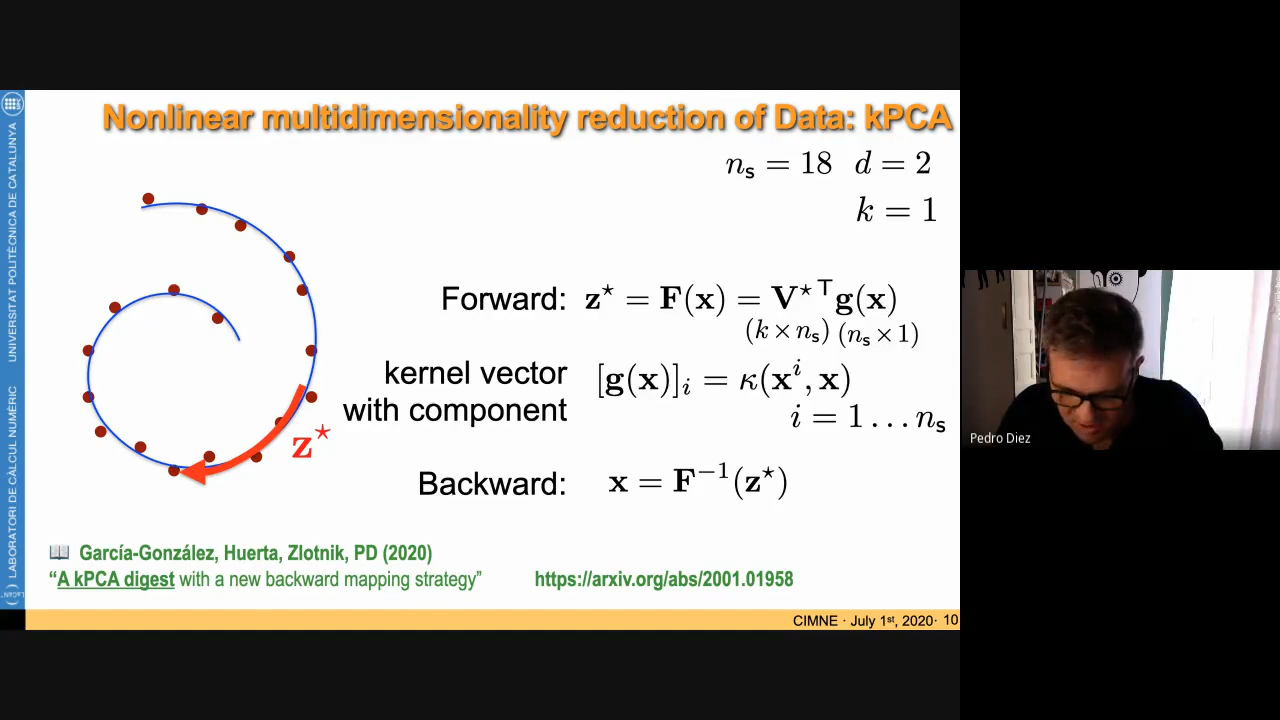 Nonlinear multidimensionality reduction of Data: kPCA
n_s = 18 d = 2
k = 1
Forward: z⋆ = F(x) = V⋆ᵀg(x)
(k × n_s) (n_s × 1)
kernel vector [g(x)]_i = κ(xⁱ, x)
with component i = 1 … n_s
z⋆
Backward: x = F⁻¹(z⋆)
García-González, Huerta, Zlotnik, PD (2020)
“A kPCA digest with a new backward mapping strategy” https://arxiv.org/abs/2001.01958
CIMNE · July 1st, 2020· 10
LABORATORI DE CÀLCUL NUMÈRIC
UNIVERSITAT POLITÈCNICA DE CATALUNYA
Pedro Diez